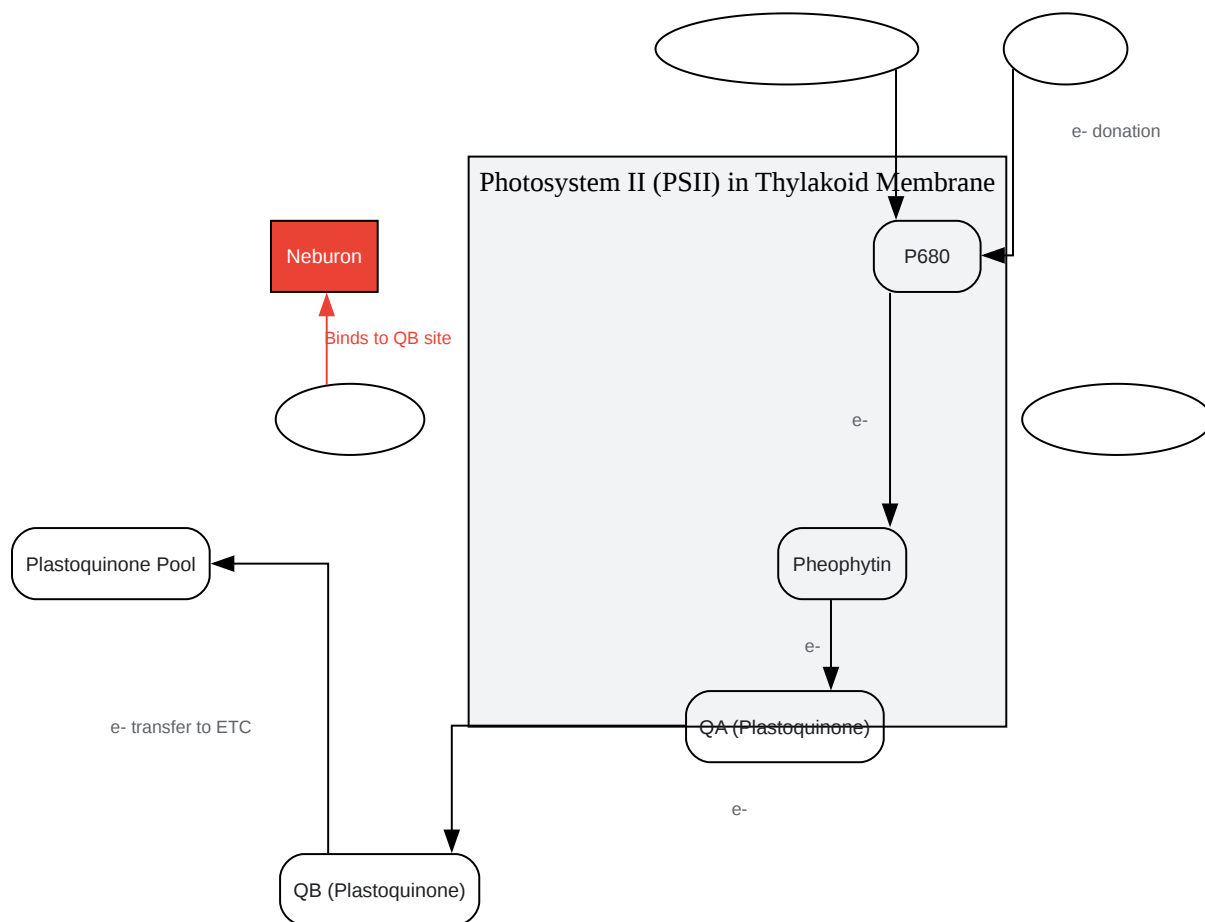 e- donation
Photosystem II (PSII) in Thylakoid Membrane
Neburon
P680
Binds to QB site
e-
Plastoquinone Pool
Pheophytin
e-
e- transfer to ETC
QA (Plastoquinone)
e-
QB (Plastoquinone)